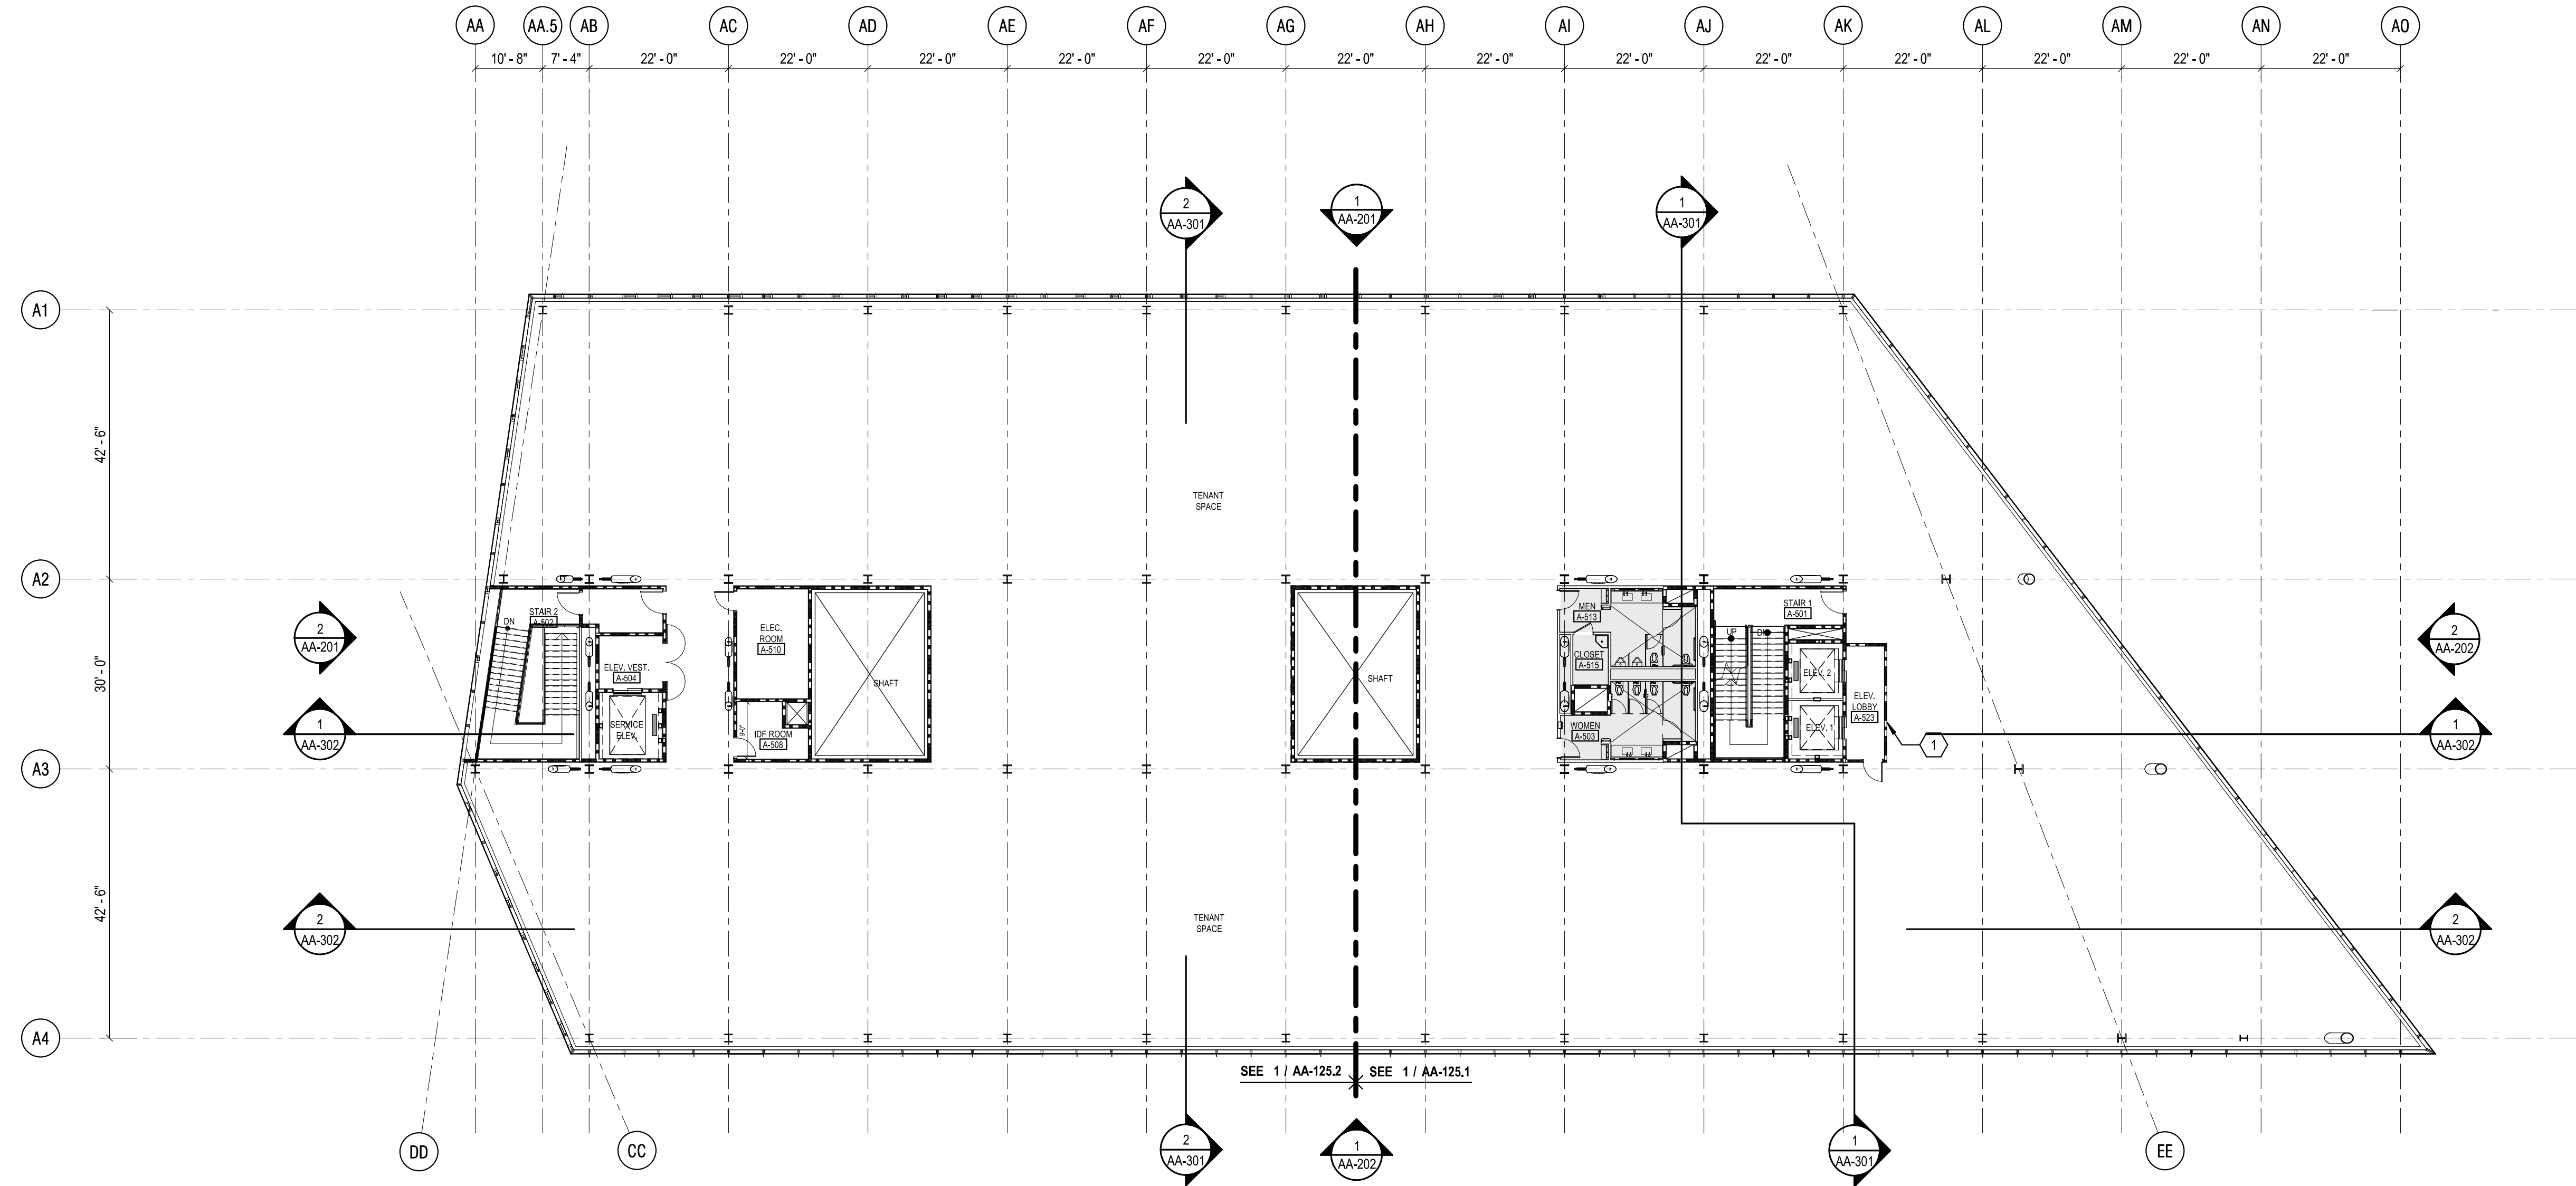 AA AA.5 AB AC AD AE AF AG AH AI AJ AK AL AM AN AO
10' - 8" 7' - 4" 22' - 0" 22' - 0" 22' - 0" 22' - 0" 22' - 0" 22' - 0" 22' - 0" 22' - 0" 22' - 0" 22' - 0" 22' - 0" 22' - 0" 22' - 0"
2
AA-301
1
AA-201
1
AA-301
A1
42' - 6"
TENANT
SPACE
A2
2
AA-201
STAIR 2
A-502
DN
ELEV. VEST.
A-504
SERVICE
ELEV.
ELEC.
ROOM
A-510
IDF ROOM
A-508
9'-0"
SHAFT
SHAFT
MEN
A-513
CLOSET
A-515
WOMEN
A-503
STAIR 1
A-501
UP
DN
ELEV. 2
ELEV. 1
ELEV.
LOBBY
A-523
1
2
AA-202
30' - 0"
1
AA-302
1
AA-302
A3
42' - 6"
2
AA-302
TENANT
SPACE
2
AA-302
A4
SEE 1 / AA-125.2 SEE 1 / AA-125.1
DD
CC
2
AA-301
1
AA-202
1
AA-301
EE